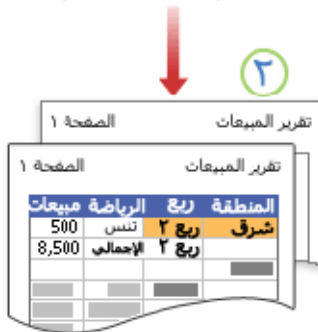 ٢
تقرير المبيعات الصفحة ١
تقرير المبيعات الصفحة ١
المنطقة ربع الرياضة مبيعات
شرق ربع ٢ تنس 500
ربع ٢ الإجمالي 8,500